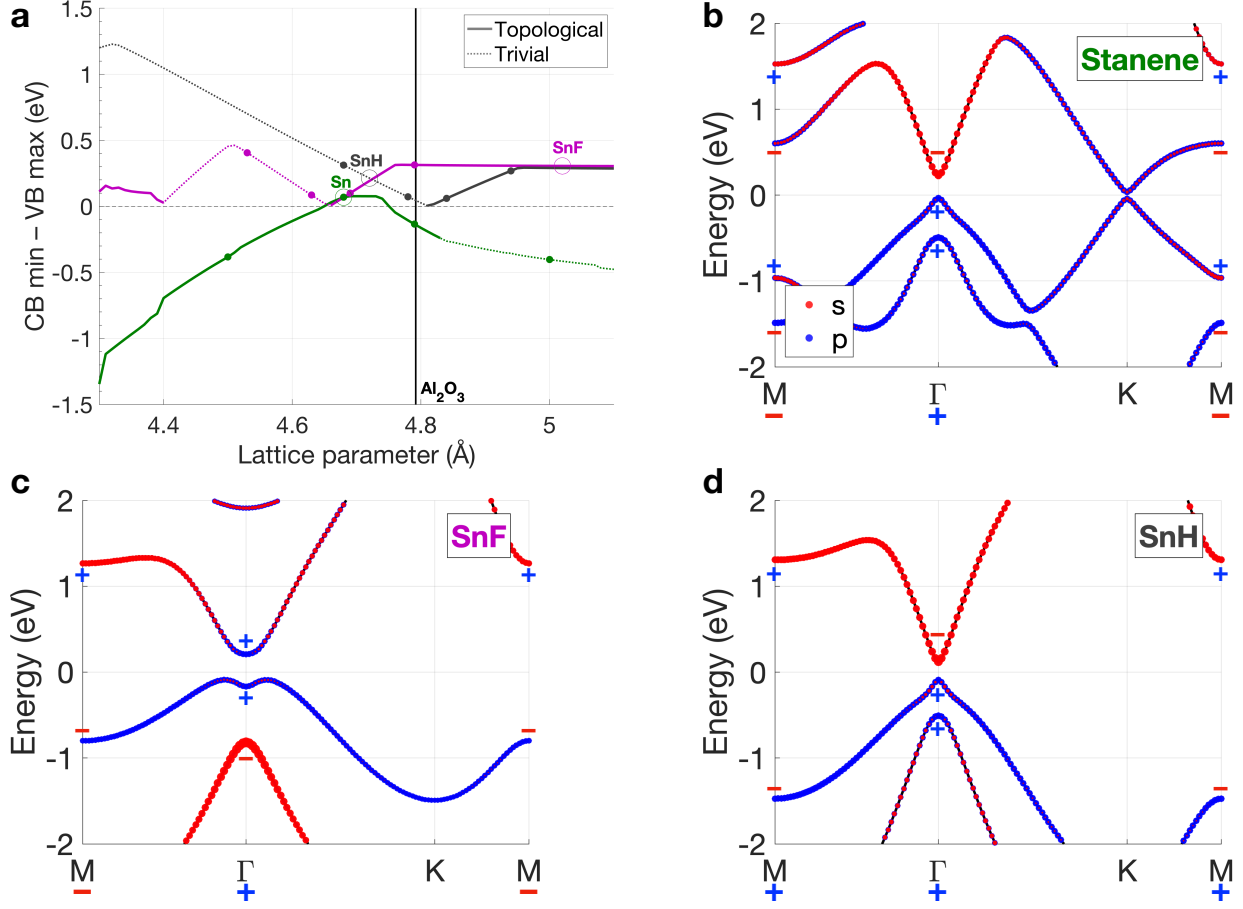 a
1.5
1
0.5
0
-0.5
-1
-1.5
CB min − VB max (eV)
Topological
Trivial
SnH
Sn
SnF
Al2O3
4.4
4.6
4.8
5
Lattice parameter (Å)
b
2
1
0
-1
-2
Energy (eV)
Stanene
+
−
+
−
+
+
−
+
−
+
−
s
p
M
Γ
K
M
−
+
−
c
2
1
0
-1
-2
Energy (eV)
SnF
+
−
+
+
−
+
−
M
Γ
K
M
−
+
−
d
2
1
0
-1
-2
Energy (eV)
SnH
+
−
−
+
+
+
−
M
Γ
K
M
+
+
+